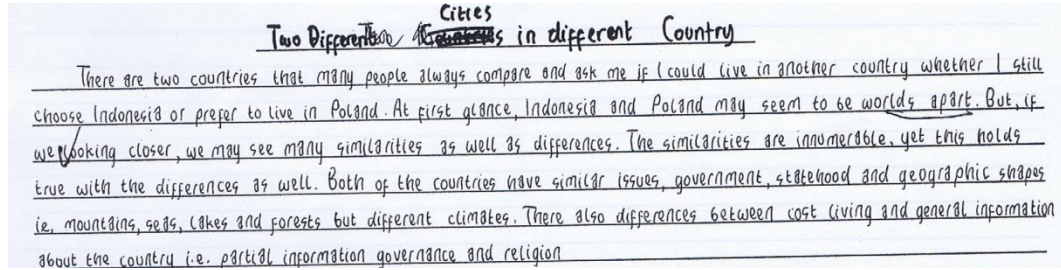 Cities
Two Different in different Country
There are two countries that many people always compare and ask me if I could live in another country whether I still
choose Indonesia or prefer to live in Poland. At first glance, Indonesia and Poland may seem to be worlds apart. But, if
we looking closer, we may see many similarities as well as differences. The similarities are innumerable, yet this holds
true with the differences as well. Both of the countries have similar issues, government, statehood and geographic shapes
ie, mountains, seas, lakes and forests but different climates. There also differences between cost living and general information
about the country i.e. partial information governance and religion